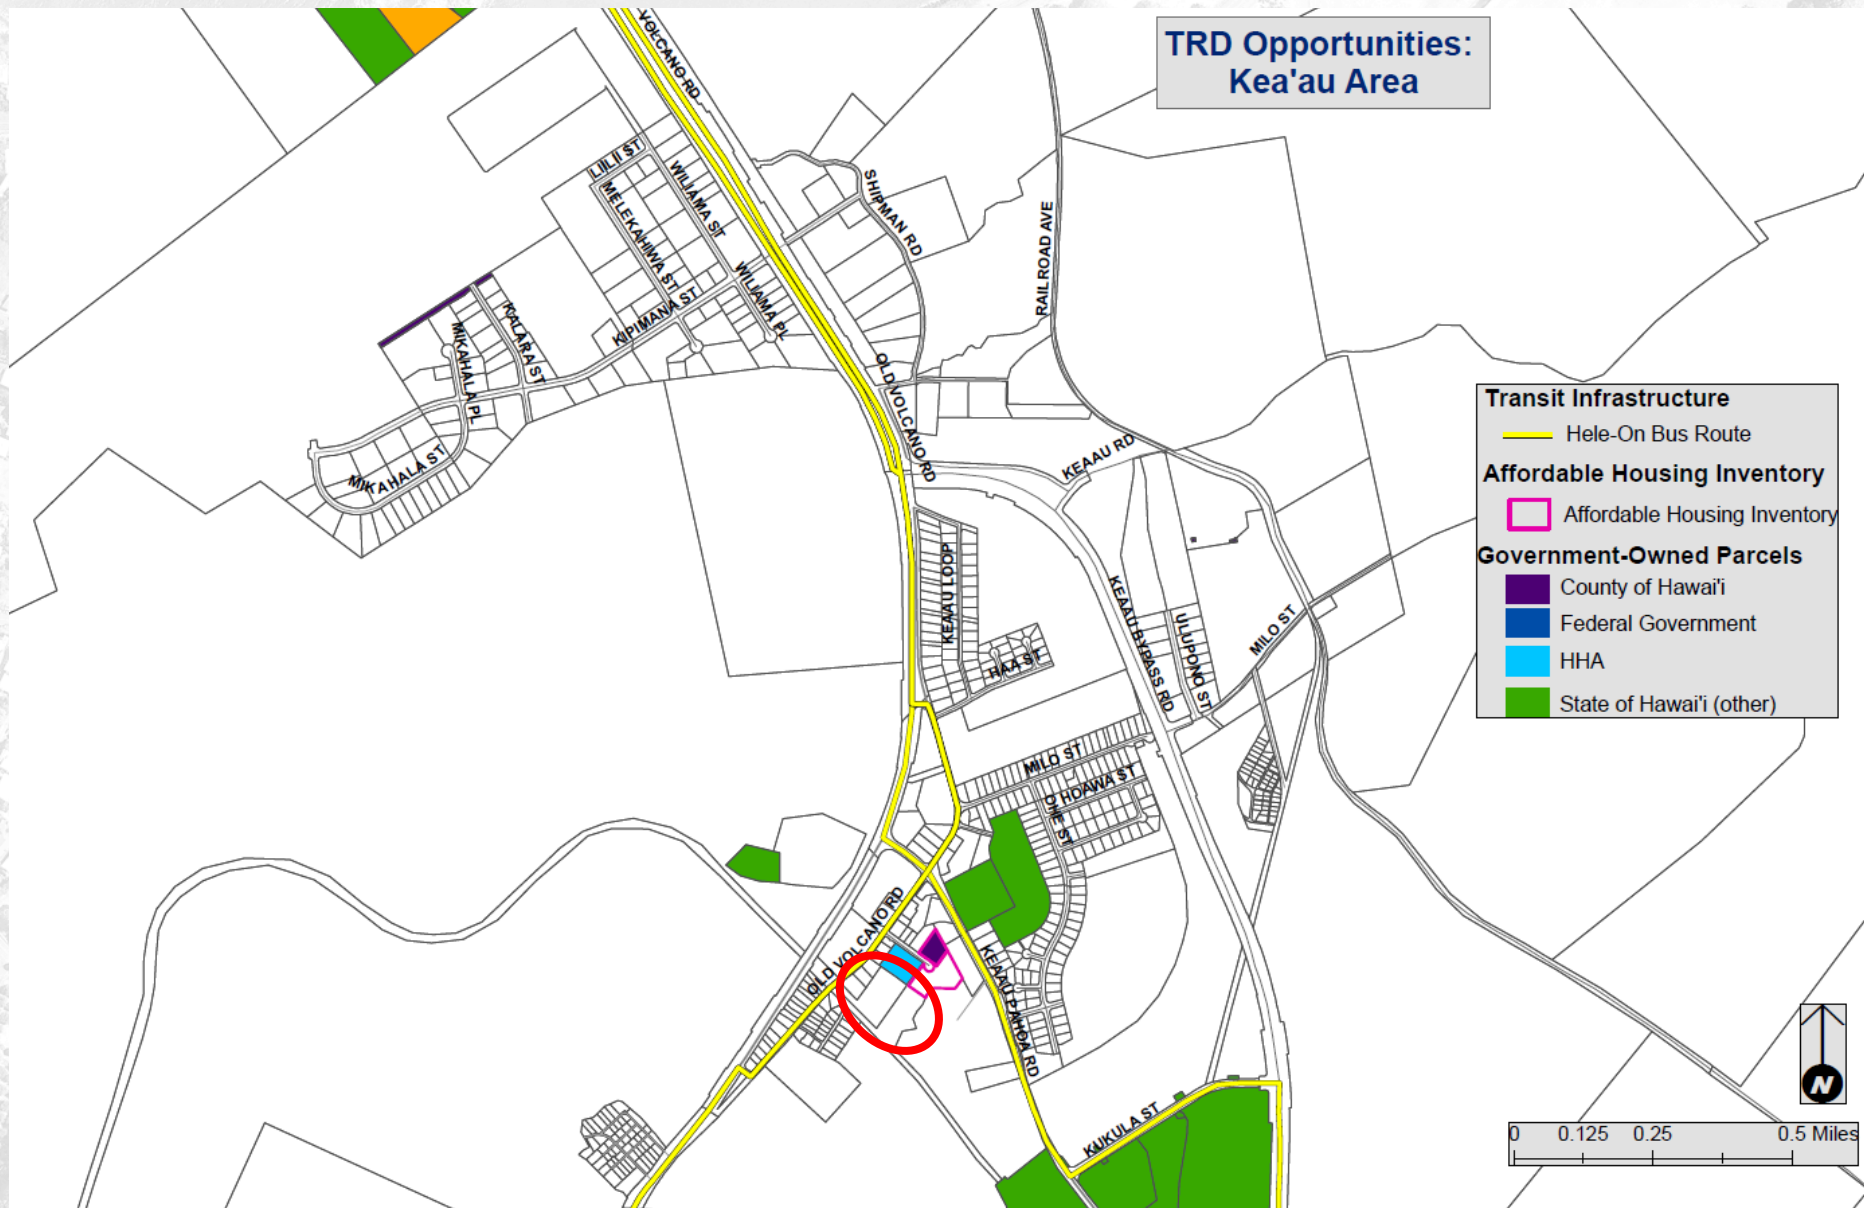 TRD Opportunities:
Kea'au Area
VOLCANO RD
LIILII ST
WILIAMA ST
MELEKAHIWA ST
SHIPMAN RD
RAILROAD AVE
WILIAMA PL
KIPIMANA ST
KALARA ST
MIKAHALA PL
MIKAHALA ST
OLD VOLCANO RD
KEAAU RD
KEAAU LOOP
HAA ST
KEAAU BYPASS RD
ULUPONO ST
MILO ST
MILO ST
HOAWA ST
OHE ST
OLD VOLCANO RD
KEAAU PAHOA RD
KUKULA ST
Transit Infrastructure
Hele-On Bus Route
Affordable Housing Inventory
Affordable Housing Inventory
Government-Owned Parcels
County of Hawai'i
Federal Government
HHA
State of Hawai'i (other)
N
0 0.125 0.25 0.5 Miles